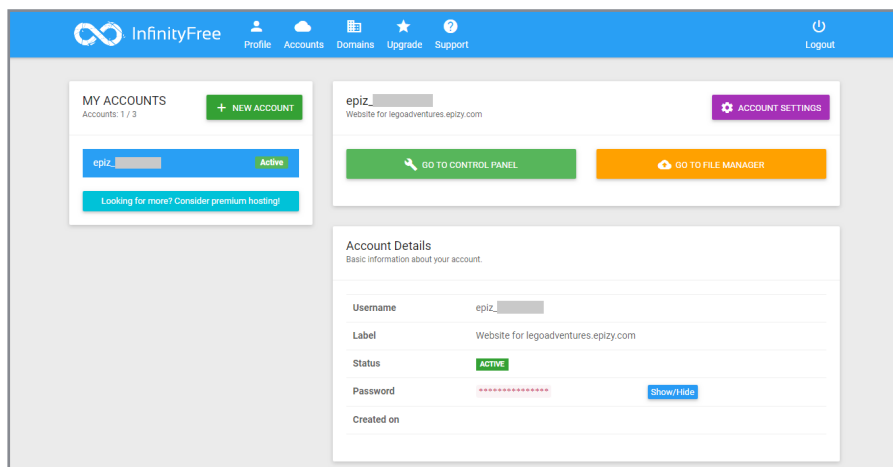 InfinityFree
Profile Accounts Domains Upgrade Support
Logout
MY ACCOUNTS
Accounts: 1 / 3
+ NEW ACCOUNT
epiz_
Active
Looking for more? Consider premium hosting!
epiz_
Website for legoadventures.epizy.com
ACCOUNT SETTINGS
GO TO CONTROL PANEL
GO TO FILE MANAGER
Account Details
Basic information about your account.
Username epiz_
Label Website for legoadventures.epizy.com
Status ACTIVE
Password *************** Show/Hide
Created on